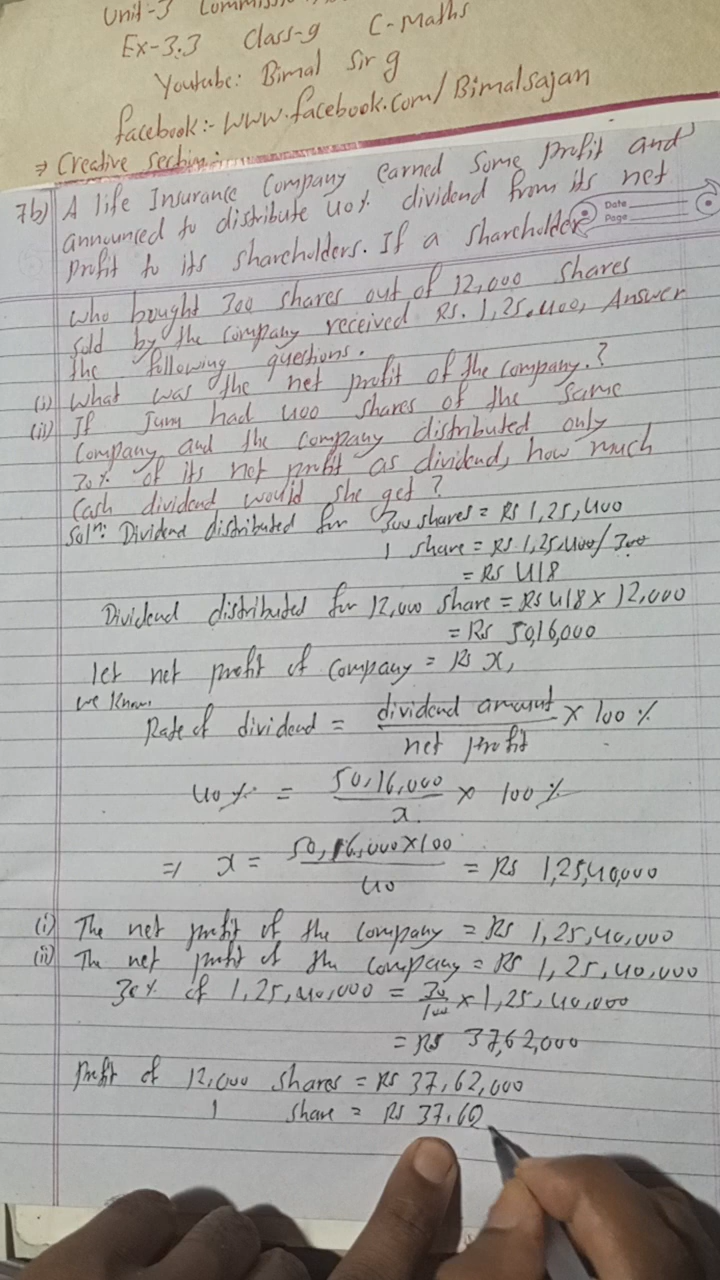 Unit-3 Commiss
Ex-3.3 Class-9 C-Maths
Youtube: Bimal Sir g
facebook:- www.facebook.com/Bimalsajan
⇒ Creative section:-
7b) A life Insurance Company earned some profit and
announced to distribute 40% dividend from its net
profit to its shareholders. If a shareholder
Date
Page
who bought 300 shares out of 12,000 shares
sold by the company received Rs. 1,25,400, Answer
the following questions.
(i) What was the net profit of the company.?
(ii) If Jum had 400 shares of the same
company, and the company distributed only
30% of its net profit as dividend, how much
cash dividend would she get?
Solⁿ: Dividend distributed for 300 shares = Rs 1,25,400
1 share = Rs 1,25,400/300
= Rs 418
Dividend distributed for 12,000 share = Rs 418 × 12,000
= Rs 50,16,000
let net profit of company = Rs x,
we know.
Rate of dividend = dividend amount / net profit × 100%
40% = 50,16,000 / x × 100%
⇒ x = 50,16,000×100 / 40 = Rs 1,25,40,000
(i) The net profit of the company = Rs 1,25,40,000
(ii) The net profit of the company = Rs 1,25,40,000
30% of 1,25,40,000 = 30/100 × 1,25,40,000
= Rs 37,62,000
profit of 12,000 shares = Rs 37,62,000
1 share = Rs 37,62